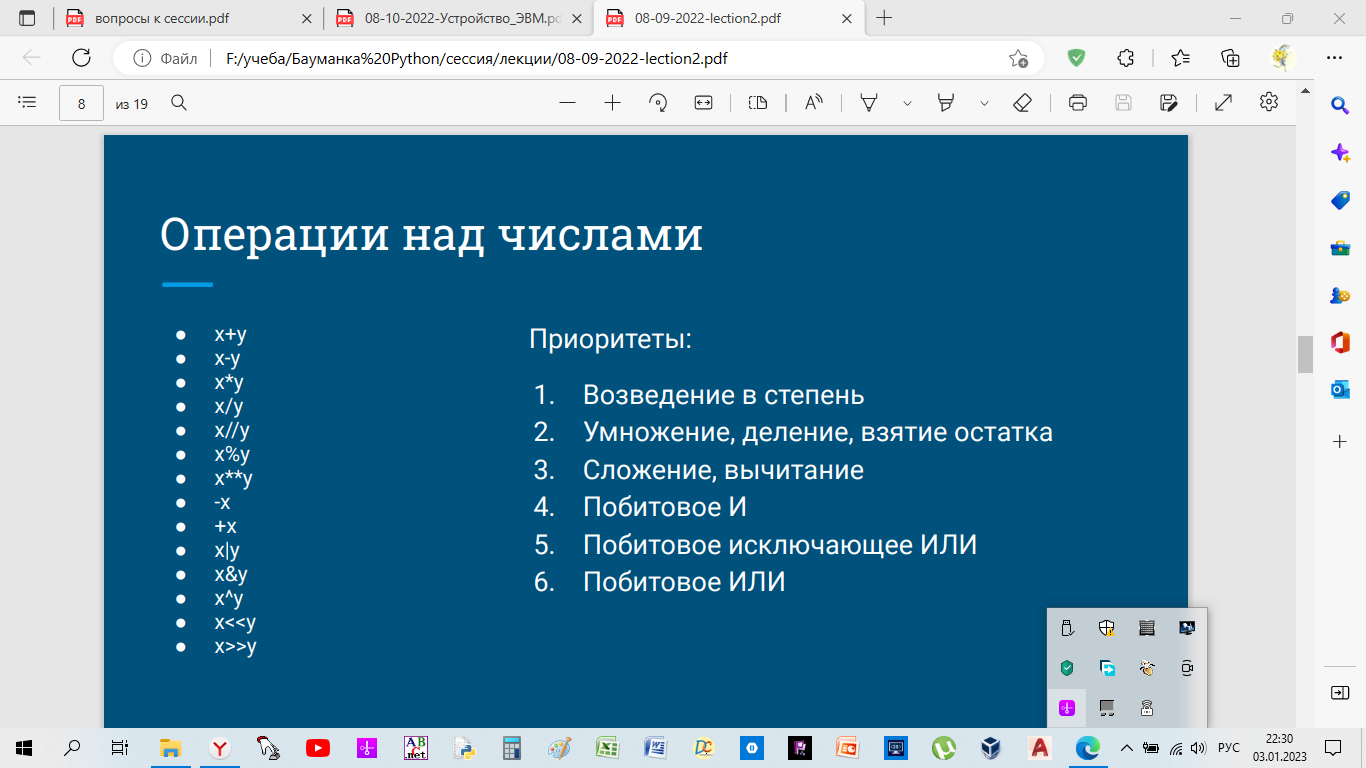 вопросы к сессии.pdf
08-10-2022-Устройство_ЭВМ.pd
08-09-2022-lection2.pdf
Файл
F:/учеба/Бауманка%20Python/сессия/лекции/08-09-2022-lection2.pdf
8 из 19
Операции над числами
x+y
x-y
x*y
x/y
x//y
x%y
x**y
-x
+x
x|y
x&y
x^y
x<<y
x>>y
Приоритеты:
1. Возведение в степень
2. Умножение, деление, взятие остатка
3. Сложение, вычитание
4. Побитовое И
5. Побитовое исключающее ИЛИ
6. Побитовое ИЛИ
РУС
22:30
03.01.2023